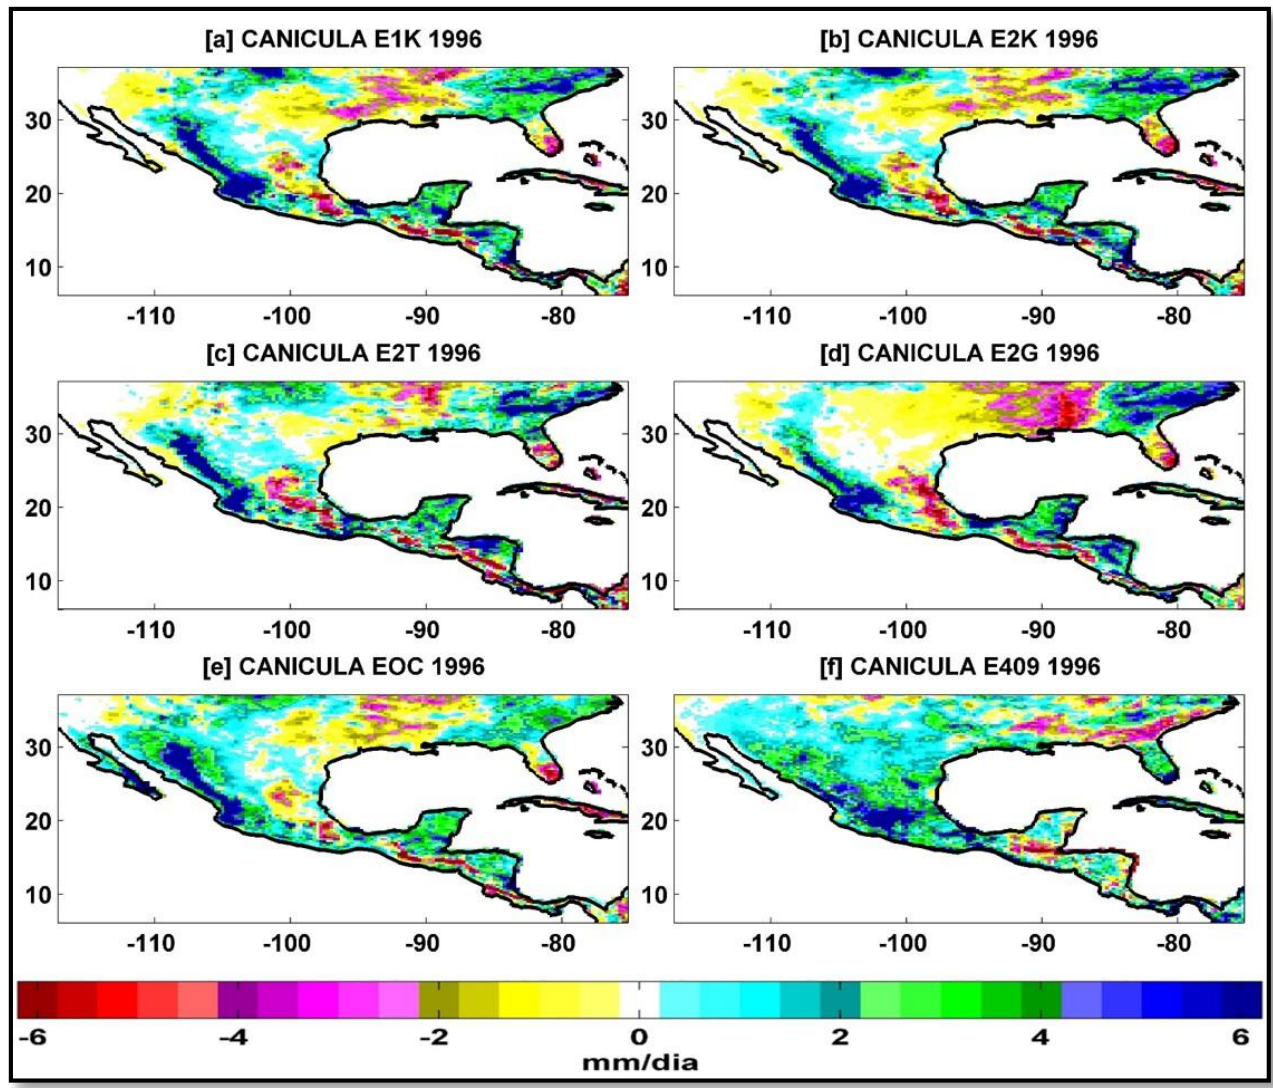 [a] CANICULA E1K 1996
[b] CANICULA E2K 1996
30
20
10
-110 -100 -90 -80
30
20
10
-110 -100 -90 -80
[c] CANICULA E2T 1996
[d] CANICULA E2G 1996
30
20
10
-110 -100 -90 -80
30
20
10
-110 -100 -90 -80
[e] CANICULA EOC 1996
[f] CANICULA E409 1996
30
20
10
-110 -100 -90 -80
30
20
10
-110 -100 -90 -80
-6 -4 -2 0 2 4 6
mm/dia